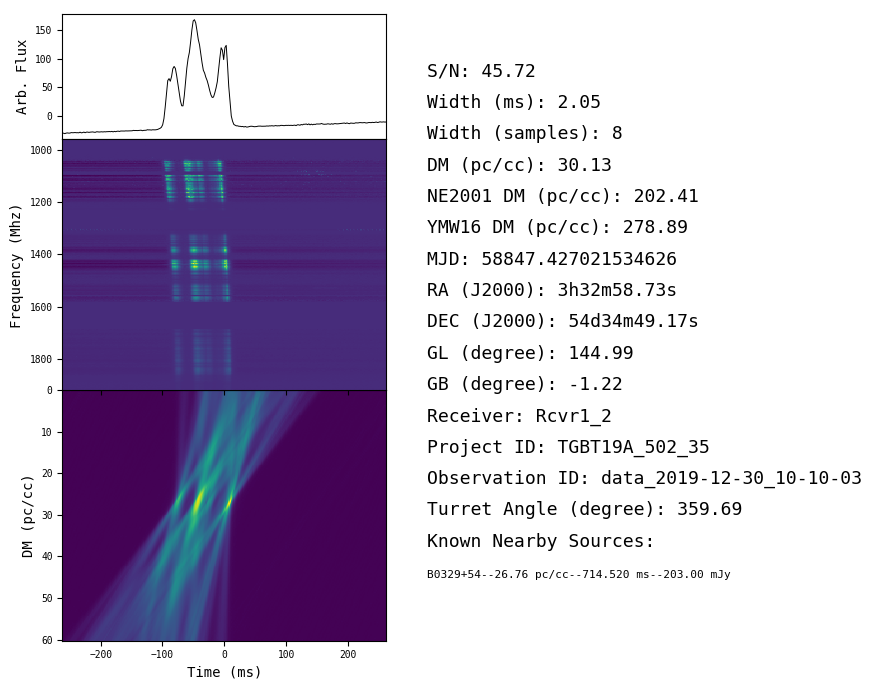 150
100
50
0
Arb. Flux
1000
1200
1400
1600
1800
Frequency (Mhz)
0
10
20
30
40
50
60
DM (pc/cc)
−200 −100 0 100 200
Time (ms)
S/N: 45.72
Width (ms): 2.05
Width (samples): 8
DM (pc/cc): 30.13
NE2001 DM (pc/cc): 202.41
YMW16 DM (pc/cc): 278.89
MJD: 58847.427021534626
RA (J2000): 3h32m58.73s
DEC (J2000): 54d34m49.17s
GL (degree): 144.99
GB (degree): -1.22
Receiver: Rcvr1_2
Project ID: TGBT19A_502_35
Observation ID: data_2019-12-30_10-10-03
Turret Angle (degree): 359.69
Known Nearby Sources:
B0329+54--26.76 pc/cc--714.520 ms--203.00 mJy